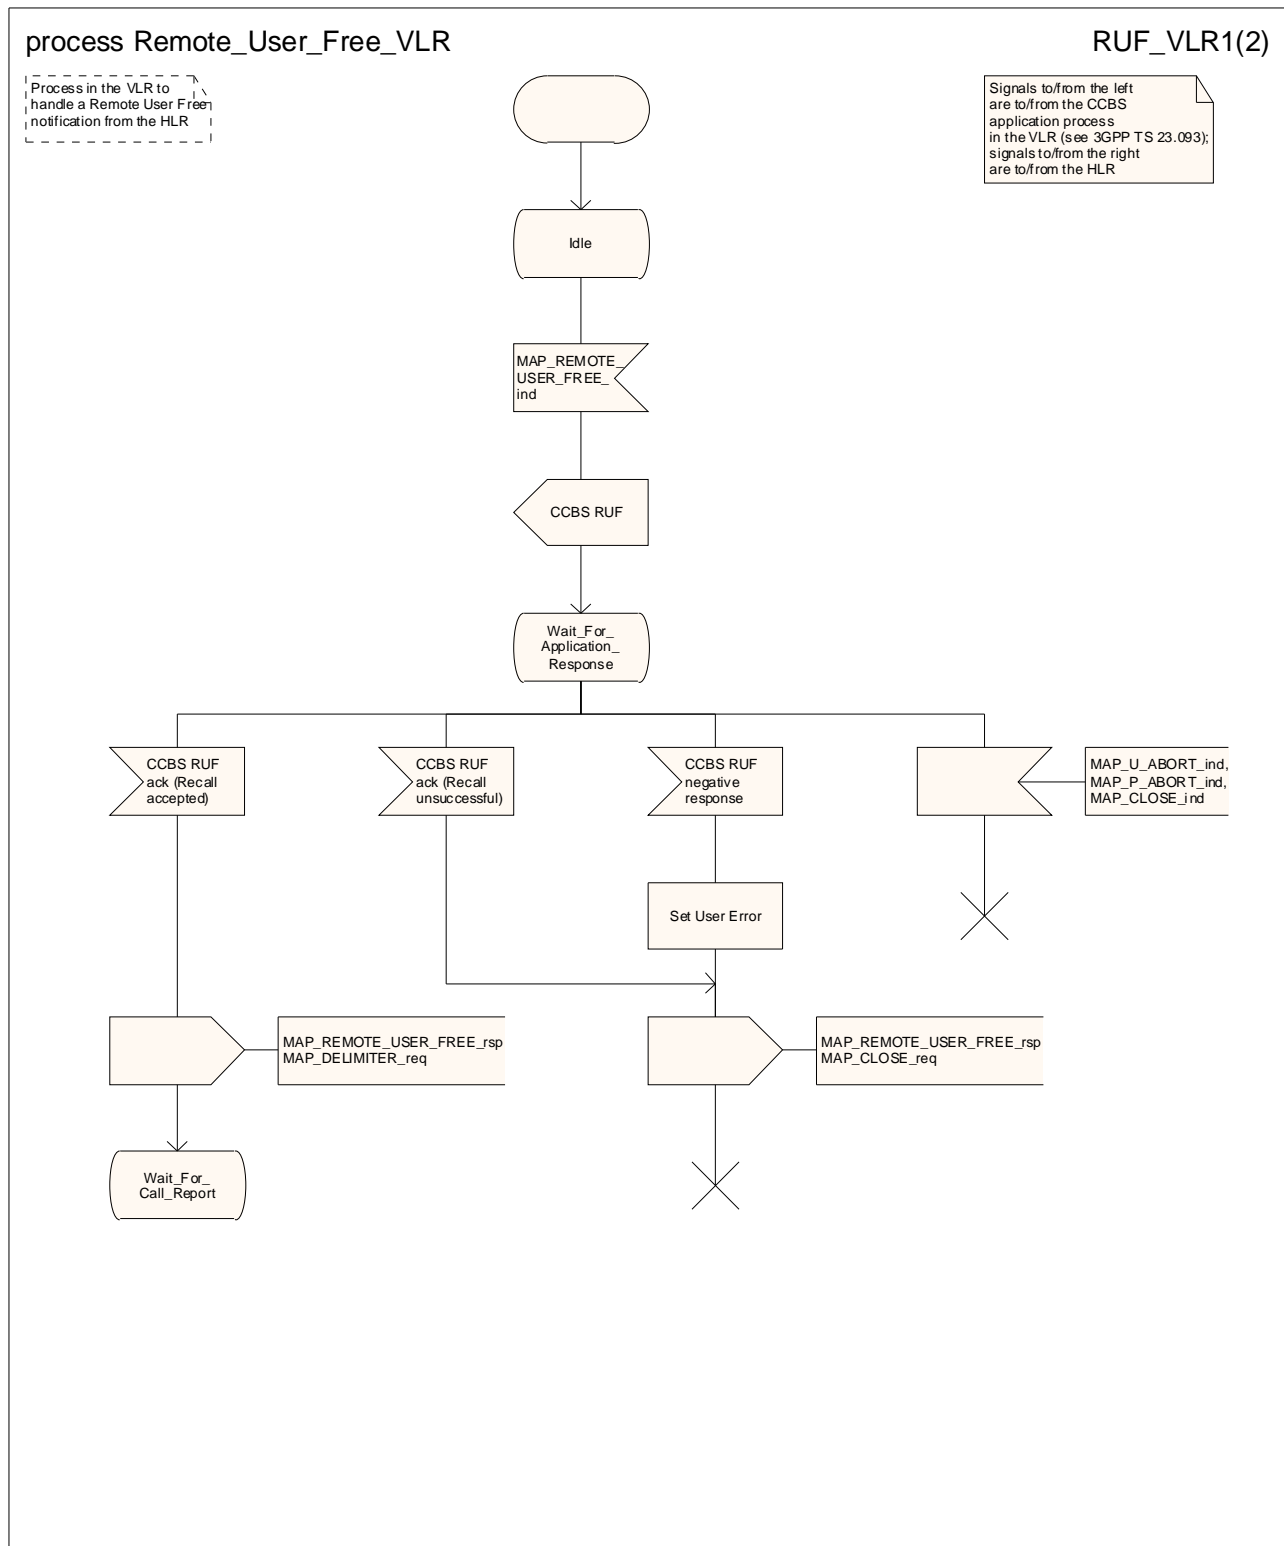 process Remote_User_Free_VLR
RUF_VLR1(2)
Process in the VLR to
handle a Remote User Free
notification from the HLR
Signals to/from the left
are to/from the CCBS
application process
in the VLR (see 3GPP TS 23.093);
signals to/from the right
are to/from the HLR
Idle
MAP_REMOTE_
USER_FREE_
ind
CCBS RUF
Wait_For_
Application_
Response
CCBS RUF
ack (Recall
accepted)
CCBS RUF
ack (Recall
unsuccessful)
CCBS RUF
negative
response
MAP_U_ABORT_ind,
MAP_P_ABORT_ind,
MAP_CLOSE_ind
Set User Error
MAP_REMOTE_USER_FREE_rsp
MAP_DELIMITER_req
MAP_REMOTE_USER_FREE_rsp
MAP_CLOSE_req
Wait_For_
Call_Report